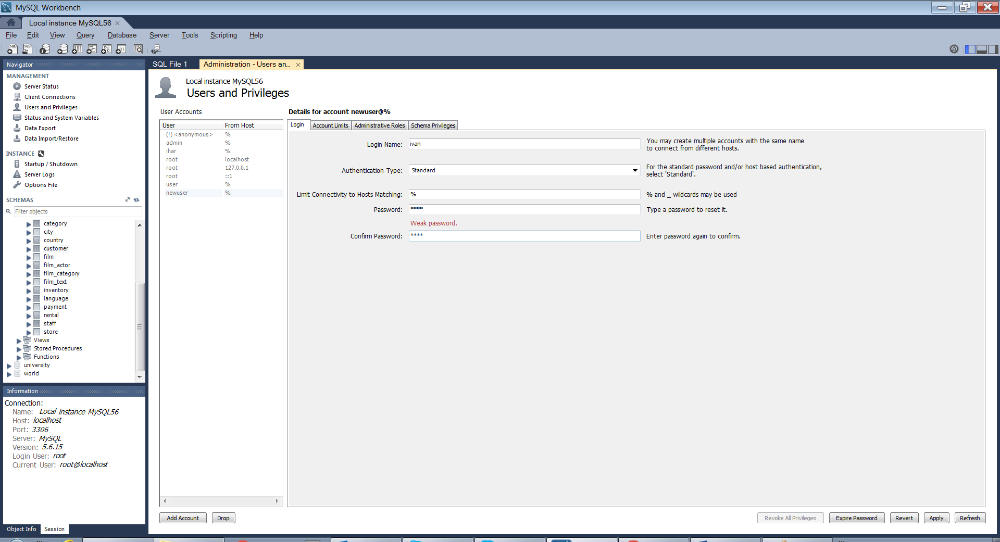 MySQL Workbench
Local instance MySQL56
File Edit View Query Database Server Tools Scripting Help
Navigator
MANAGEMENT
Server Status
Client Connections
Users and Privileges
Status and System Variables
Data Export
Data Import/Restore
INSTANCE
Startup / Shutdown
Server Logs
Options File
SCHEMAS
Filter objects
category
city
country
customer
film
film_actor
film_category
film_text
inventory
language
payment
rental
staff
store
Views
Stored Procedures
Functions
university
world
Information
Connection:
Name: Local instance MySQL56
Host: localhost
Port: 3306
Server: MySQL
Version: 5.6.15
Login User: root
Current User: root@localhost
Object Info Session
SQL File 1 Administration - Users an...
Local instance MySQL56
Users and Privileges
User Accounts
User From Host
(!) <anonymous> %
admin %
ihar %
root localhost
root 127.0.0.1
root ::1
user %
newuser %
Add Account Drop
Details for account newuser@%
Login Account Limits Administrative Roles Schema Privileges
Login Name: ivan You may create multiple accounts with the same name
to connect from different hosts.
Authentication Type: Standard For the standard password and/or host based authentication,
select 'Standard'.
Limit Connectivity to Hosts Matching: % % and _ wildcards may be used
Password: **** Type a password to reset it.
Weak password.
Confirm Password: **** Enter password again to confirm.
Revoke All Privileges Expire Password Revert Apply Refresh